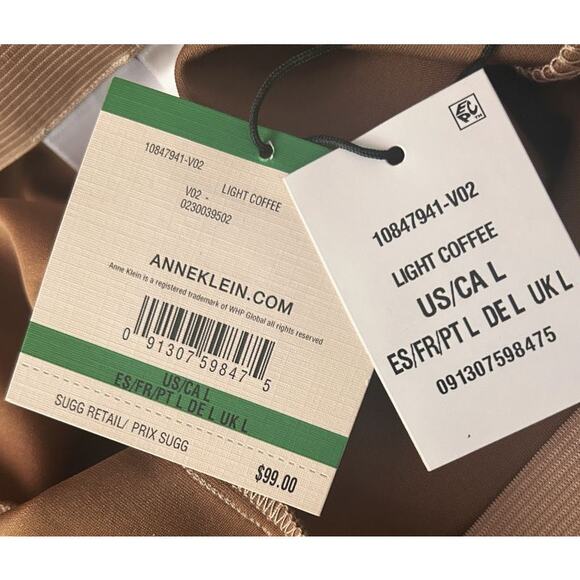 10847941-V02
LIGHT COFFEE
V02 -
0230039502
ANNEKLEIN.COM
Anne Klein is a registered trademark of WHP Global all rights reserved
0 91307 59847 5
US/CA L
ES/FR/PT L DE L UK L
SUGG RETAIL/ PRIX SUGG
$99.00
EPC™
10847941-V02
LIGHT COFFEE
US/CA L
ES/FR/PT L DE L UK L
091307598475